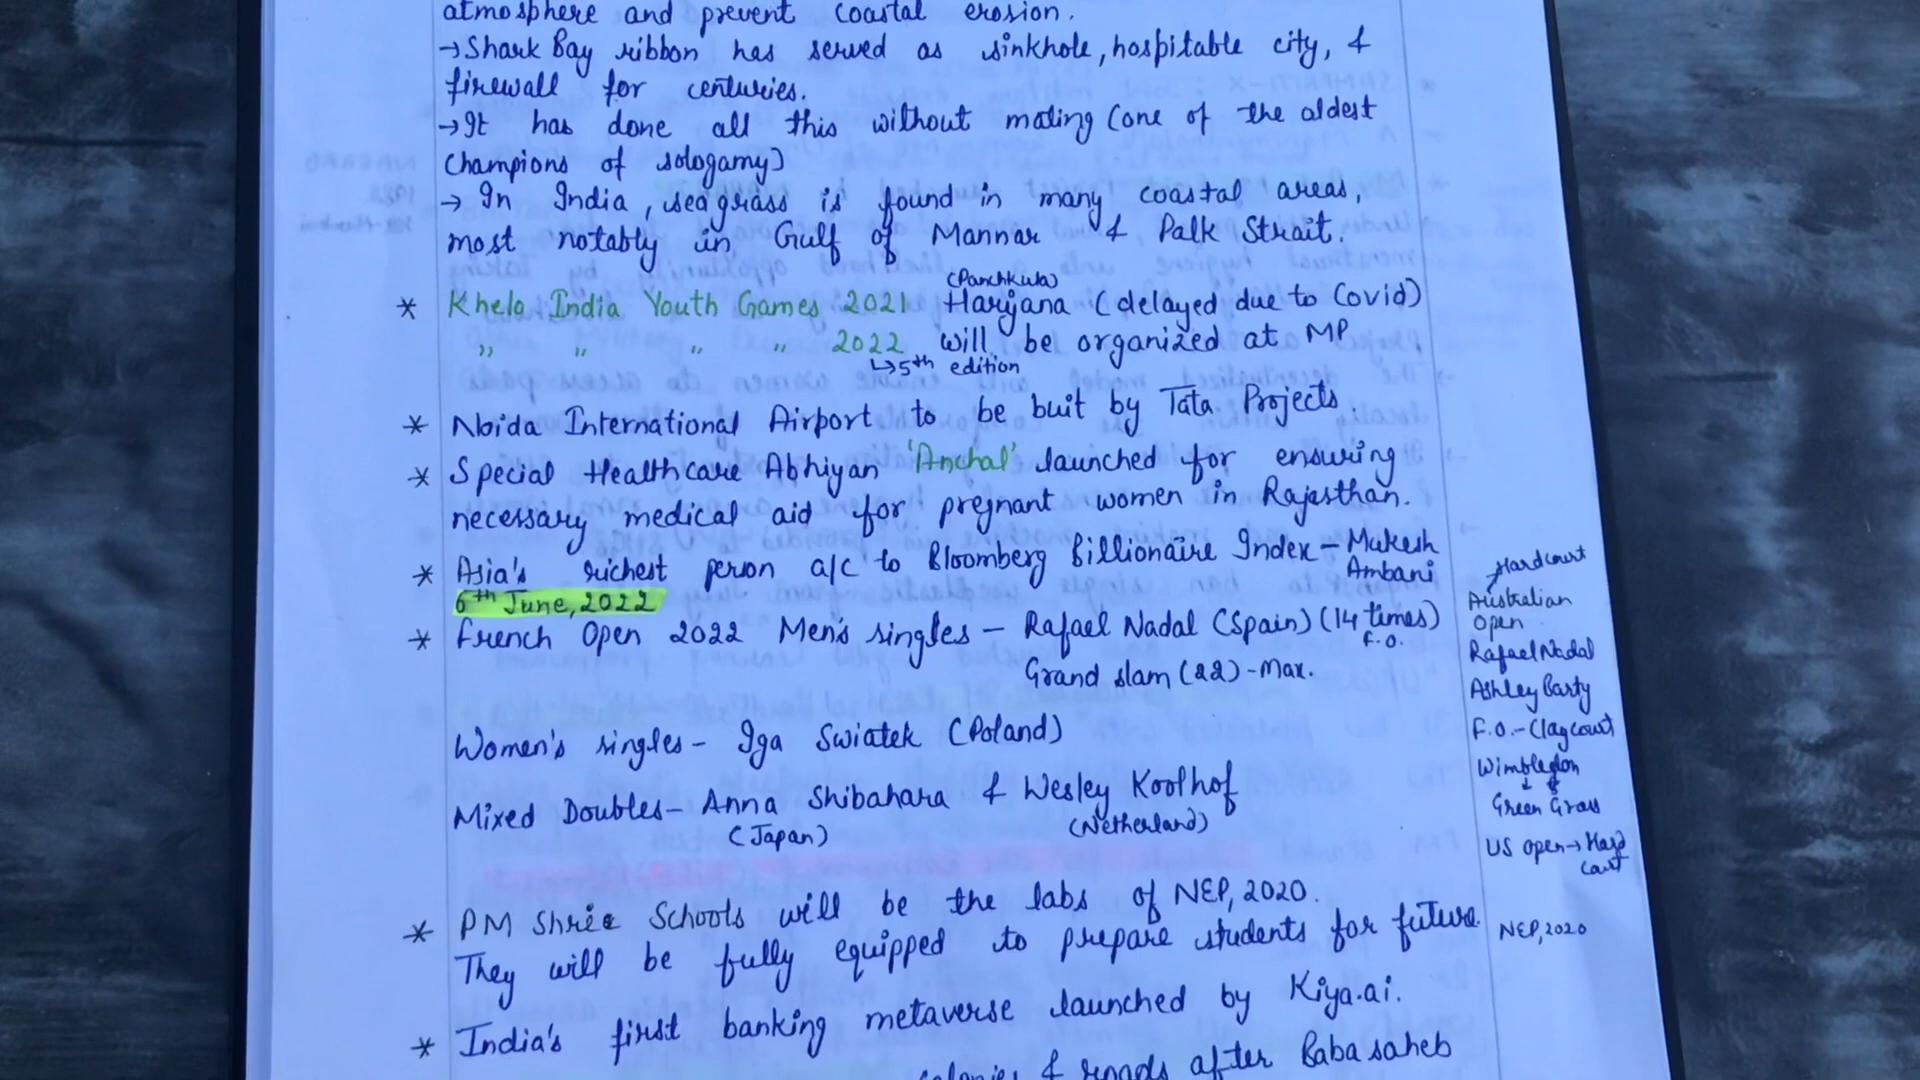 atmosphere and prevent coastal erosion.
→ Shark Bay ribbon has served as sinkhole, hospitable city, &
firewall for centuries.
→ It has done all this without mating (one of the oldest
champions of sologamy)
→ In India, sea grass is found in many coastal areas,
most notably in Gulf of Mannar & Palk Strait.
(Panchkula)
* Khelo India Youth Games 2021 Haryana (delayed due to Covid)
,, ,, ,, ,, 2022 will be organized at MP
↳ 5th edition
* Noida International Airport to be buit by Tata Projects.
* Special Healthcare Abhiyan 'Anchal' launched for ensuring
necessary medical aid for pregnant women in Rajasthan.
* Asia's richest person a/c to Bloomberg Billionaire Index - Mukesh
Ambani
6th June, 2022
* French Open 2022 Men's singles - Rafael Nadal (Spain) (14 times)
F.O.
Grand slam (22) - Max.
Women's singles - Iga Swiatek (Poland)
Mixed Doubles - Anna Shibahara & Wesley Koolhof
(Japan) (Netherland)
* PM Shree Schools will be the labs of NEP, 2020.
They will be fully equipped to prepare students for future.
* India's first banking metaverse launched by Kiya.ai.
colonies & roads after Baba saheb
Hardcourt
Australian
Open
Rafael Nadal
Ashley Barty
F.O. - Clay court
Wimbledon
Green Grass
US Open → Hard
Court
NEP, 2020